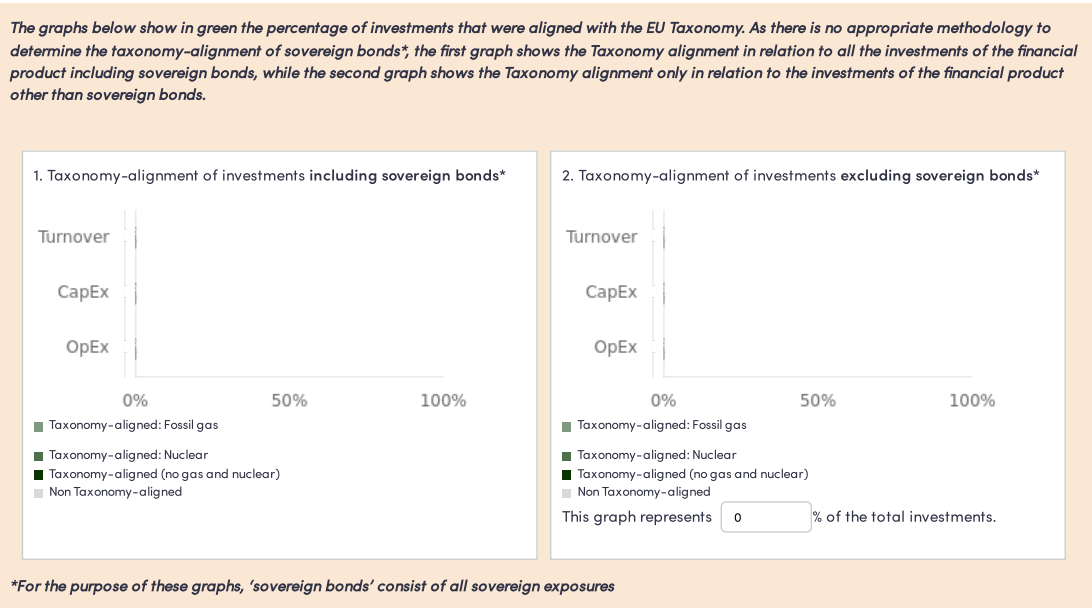 The graphs below show in green the percentage of investments that were aligned with the EU Taxonomy. As there is no appropriate methodology to
determine the taxonomy-alignment of sovereign bonds*, the first graph shows the Taxonomy alignment in relation to all the investments of the financial
product including sovereign bonds, while the second graph shows the Taxonomy alignment only in relation to the investments of the financial product
other than sovereign bonds.
1. Taxonomy-alignment of investments including sovereign bonds*
Turnover
CapEx
OpEx
0% 50% 100%
Taxonomy-aligned: Fossil gas
Taxonomy-aligned: Nuclear
Taxonomy-aligned (no gas and nuclear)
Non Taxonomy-aligned
2. Taxonomy-alignment of investments excluding sovereign bonds*
Turnover
CapEx
OpEx
0% 50% 100%
Taxonomy-aligned: Fossil gas
Taxonomy-aligned: Nuclear
Taxonomy-aligned (no gas and nuclear)
Non Taxonomy-aligned
This graph represents 0 % of the total investments.
*For the purpose of these graphs, ‘sovereign bonds’ consist of all sovereign exposures